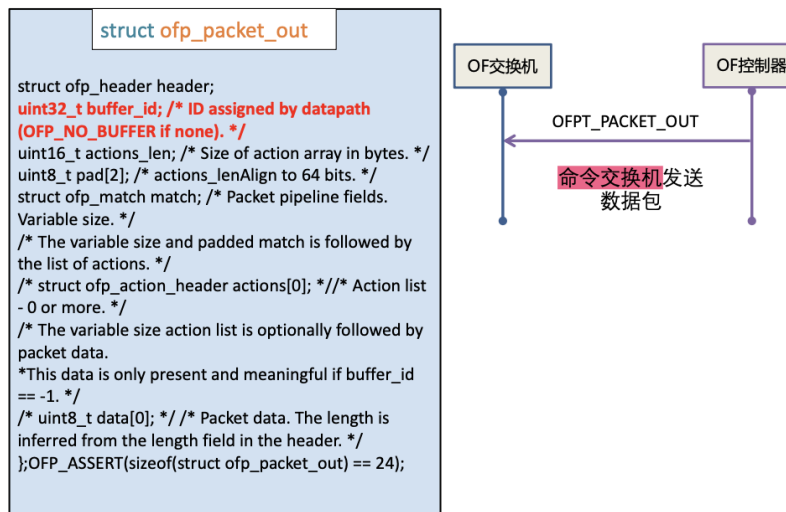 struct ofp_packet_out
struct ofp_header header;
uint32_t buffer_id; /* ID assigned by datapath
(OFP_NO_BUFFER if none). */
uint16_t actions_len; /* Size of action array in bytes. */
uint8_t pad[2]; /* actions_lenAlign to 64 bits. */
struct ofp_match match; /* Packet pipeline fields.
Variable size. */
/* The variable size and padded match is followed by
the list of actions. */
/* struct ofp_action_header actions[0]; *//* Action list
- 0 or more. */
/* The variable size action list is optionally followed by
packet data.
*This data is only present and meaningful if buffer_id
== -1. */
/* uint8_t data[0]; */ /* Packet data. The length is
inferred from the length field in the header. */
};OFP_ASSERT(sizeof(struct ofp_packet_out) == 24);
OF交换机
OF控制器
OFPT_PACKET_OUT
命令交换机发送
数据包